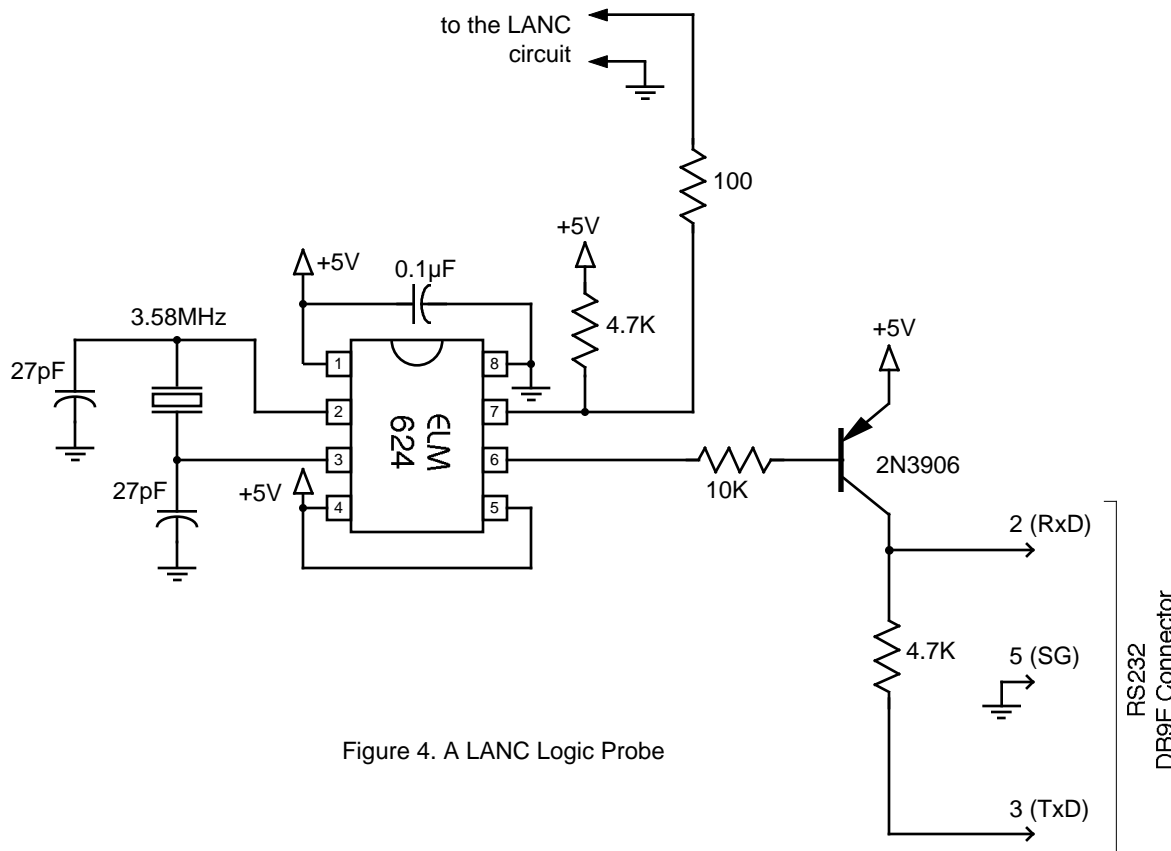 to the LANC
circuit
100
+5V
+5V
0.1µF
4.7K
3.58MHz
+5V
27pF
1
8
2
7
ELM
624
3
6
10K
2N3906
27pF
+5V
4
5
2 (RxD)
4.7K
5 (SG)
RS232
DB9F Connector
Figure 4. A LANC Logic Probe
3 (TxD)